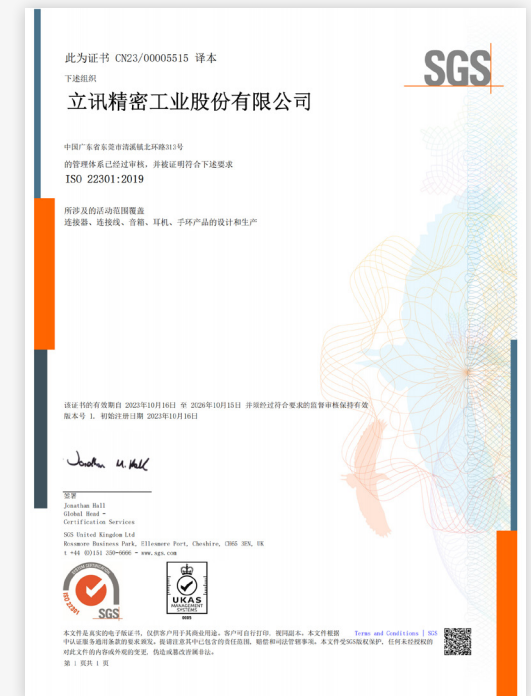 此为证书 CN23/00005515 译本
SGS
下述组织
立讯精密工业股份有限公司
中国广东省东莞市清溪镇北环路313号
的管理体系已经过审核，并被证明符合下述要求
ISO 22301:2019
所涉及的活动范围覆盖
连接器、连接线、音箱、耳机、手环产品的设计和生产
该证书的有效期自 2023年10月16日 至 2026年10月15日 并须经过符合要求的监督审核保持有效
版本号 1. 初始注册日期 2023年10月16日
签署
Jonathan Hall
Global Head -
Certification Services
SGS United Kingdom Ltd
Rossmore Business Park, Ellesmere Port, Cheshire, CH65 3EN, UK
t +44 (0)151 350-6666 - www.sgs.com
ISO 22301
SGS
UKAS
MANAGEMENT
SYSTEMS
0005
本文件是真实的电子版证书，仅供客户用于其商业用途。客户可自行打印，视同副本。本文件根据 Terms and Conditions | SGS
中认证服务通用条款的要求颁发。提请注意其中包含的责任范围，赔偿和司法管辖事项。本文件受SGS版权保护，任何未经授权的
对此文件的内容或外观的变更，伪造或篡改皆属非法。
第 1 页共 1 页